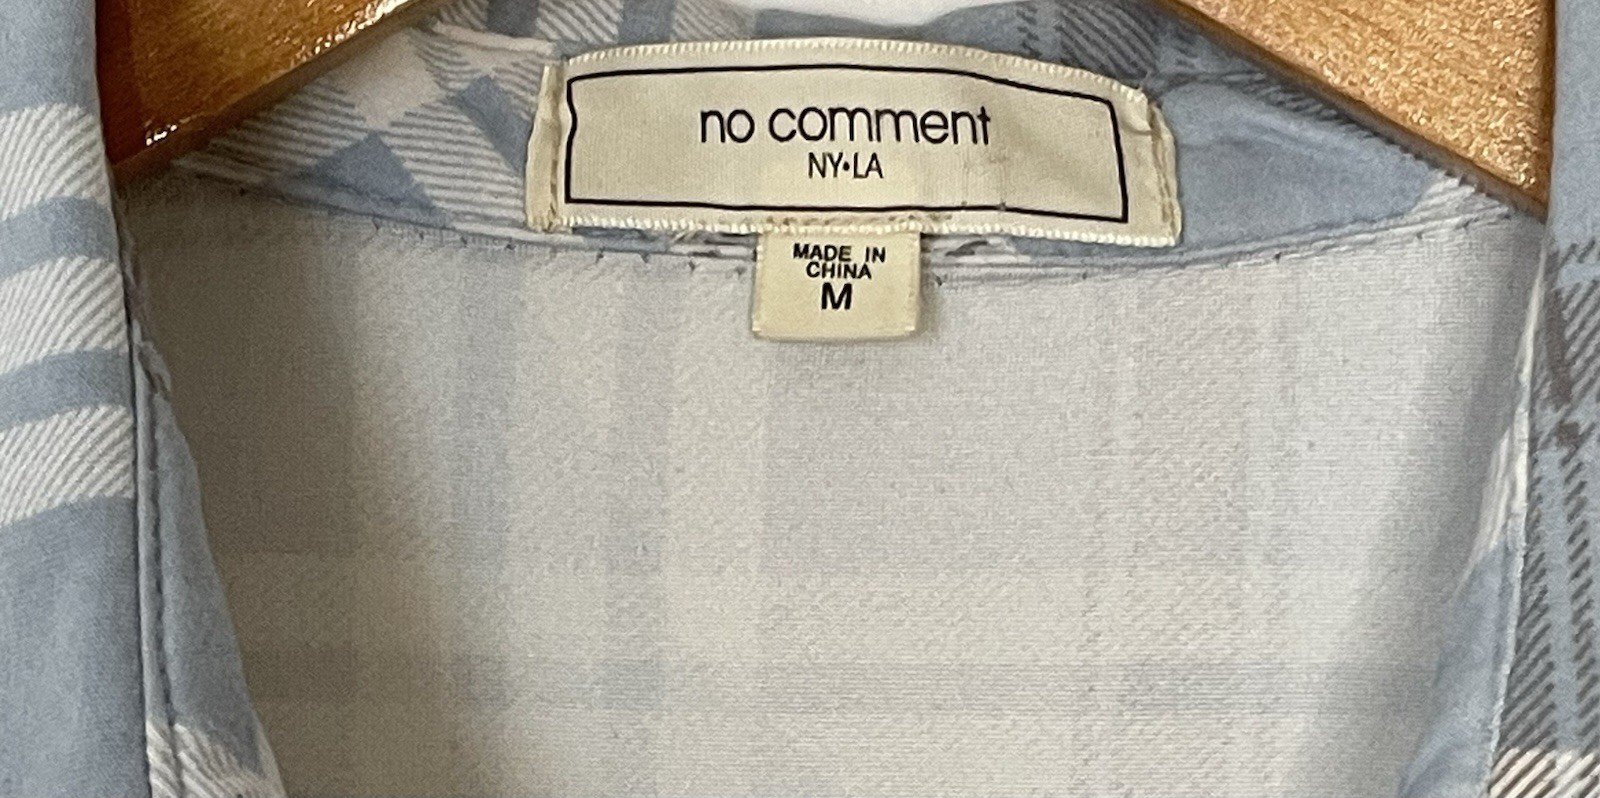 no comment
NY•LA
MADE IN
CHINA
M